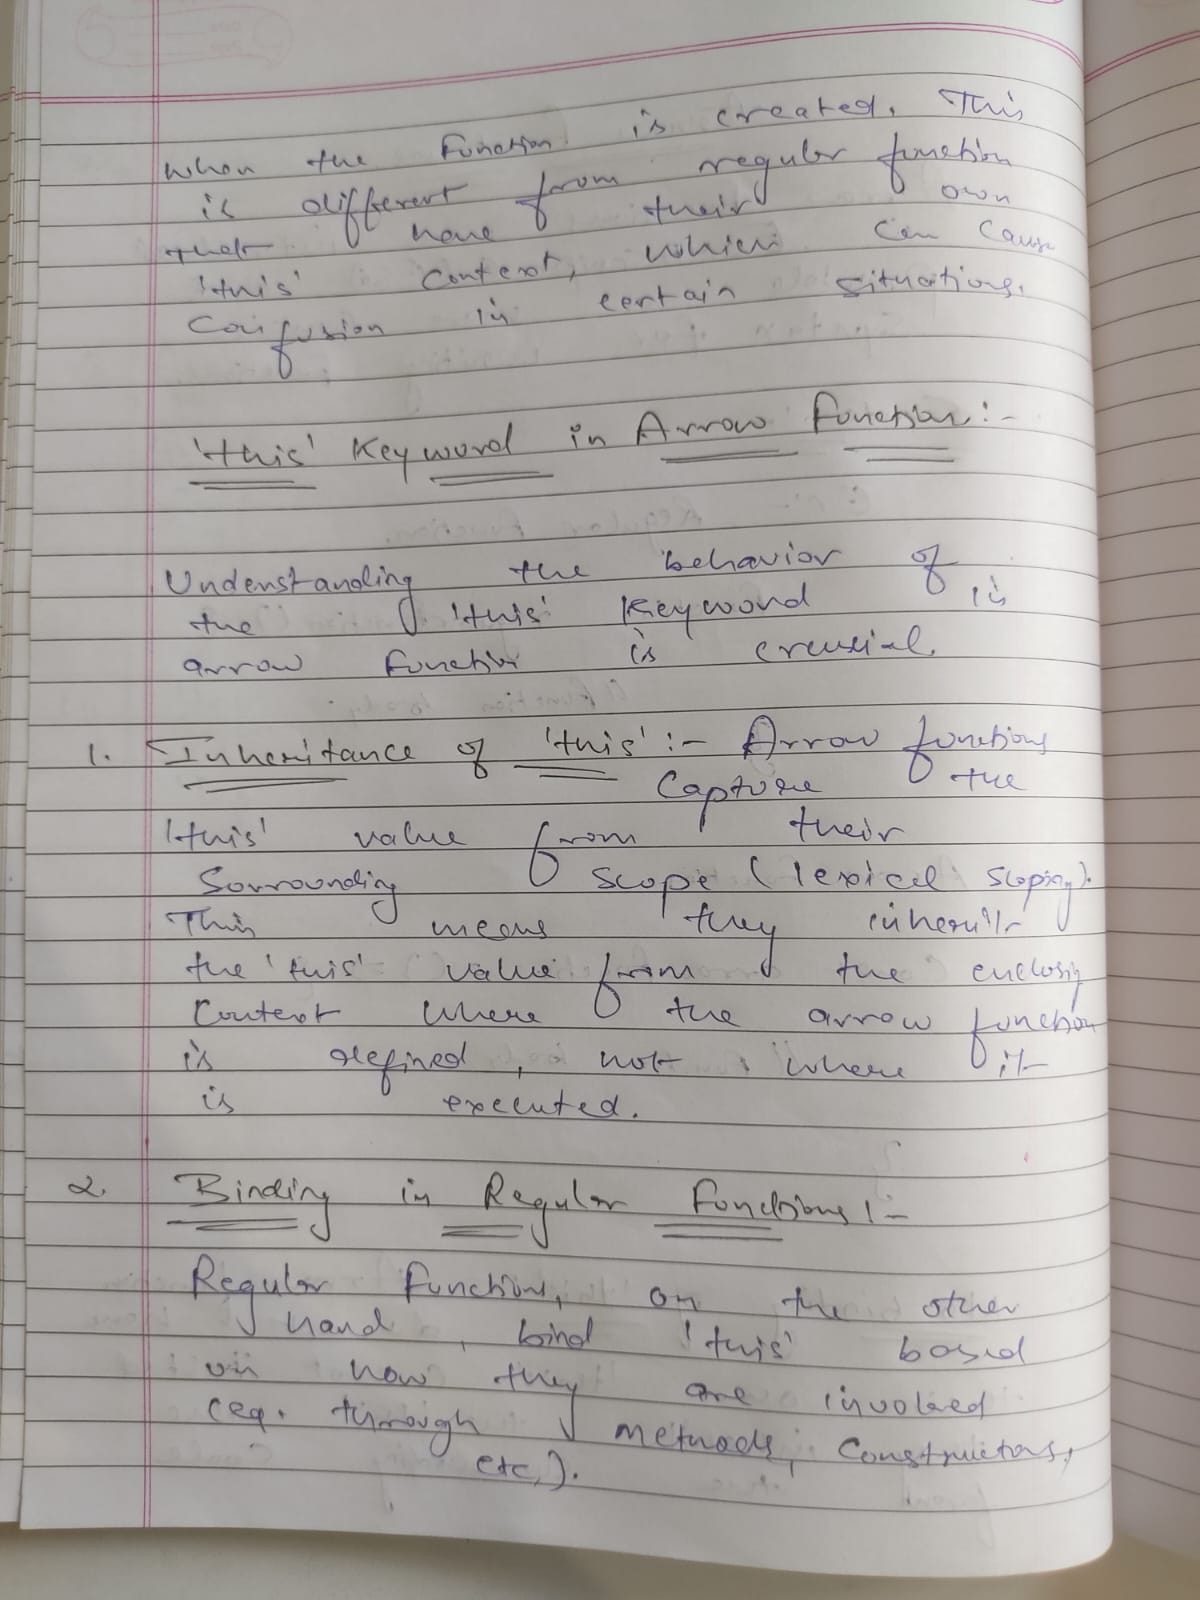 when the function is created. This
is different from regular function
that have their own
'this' context, which can cause
confusion in certain situations.
'this' Keyword in Arrow Function:-
Understanding the behavior of
the 'this' Keyword in
arrow function is crucial.
1. Inheritance of 'this' :- Arrow functions
Capture the
'this' value from their
Sorrounding scope (lexical scoping).
This means they inherit
the 'this' value from the enclosing
Context where the arrow function
is defined, not where it
is executed.
2. Binding in Regular Functions :-
Regular Functions, on the other
hand, bind 'this' based
on how they are invoked
(eg. through methods, constructors,
etc.).